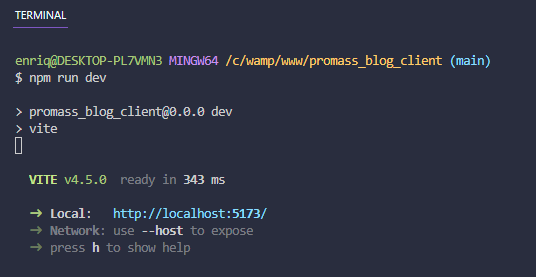 TERMINAL
enriq@DESKTOP-PL7VMN3 MINGW64 /c/wamp/www/promass_blog_client (main)
$ npm run dev
> promass_blog_client@0.0.0 dev
> vite
VITE v4.5.0 ready in 343 ms
➜ Local: http://localhost:5173/
➜ Network: use --host to expose
➜ press h to show help